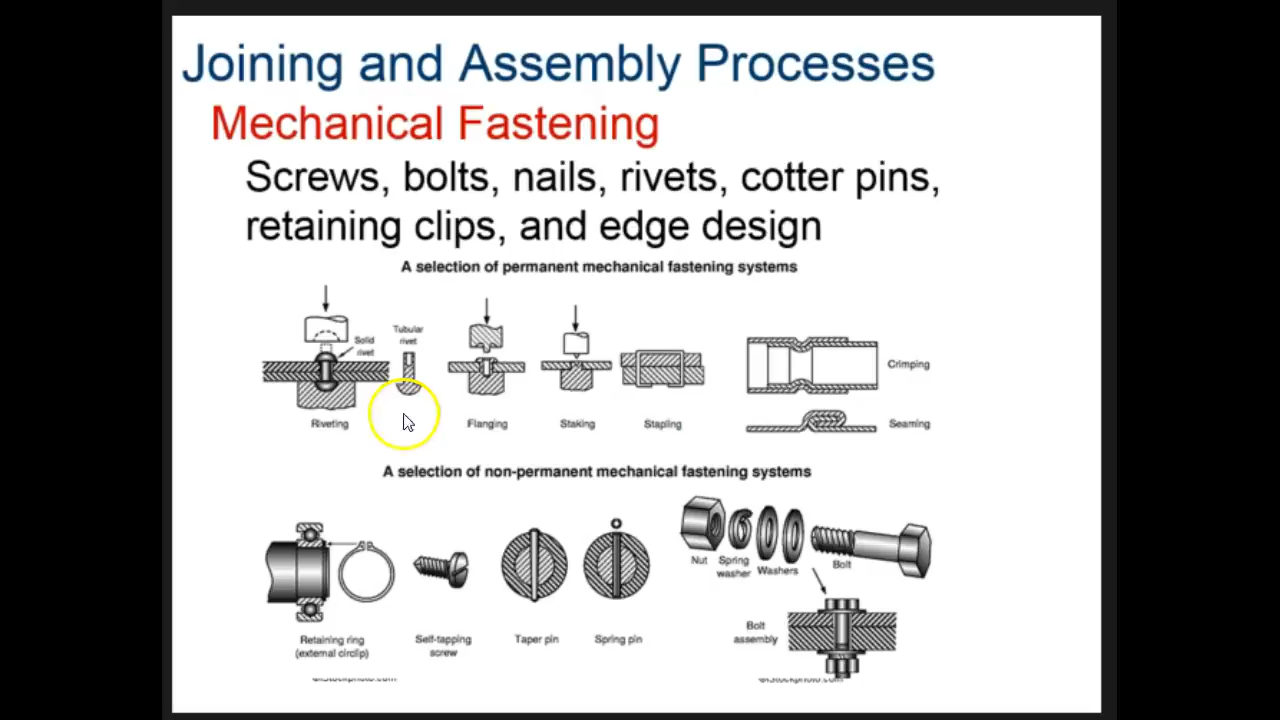 Joining and Assembly Processes
Mechanical Fastening
Screws, bolts, nails, rivets, cotter pins,
retaining clips, and edge design
A selection of permanent mechanical fastening systems
Solid
rivet
Tubular
rivet
Crimping
Riveting
Flanging
Staking
Stapling
Seaming
A selection of non-permanent mechanical fastening systems
Nut
Spring
washer
Washers
Bolt
Bolt
assembly
Retaining ring
(external circlip)
Self-tapping
screw
Taper pin
Spring pin